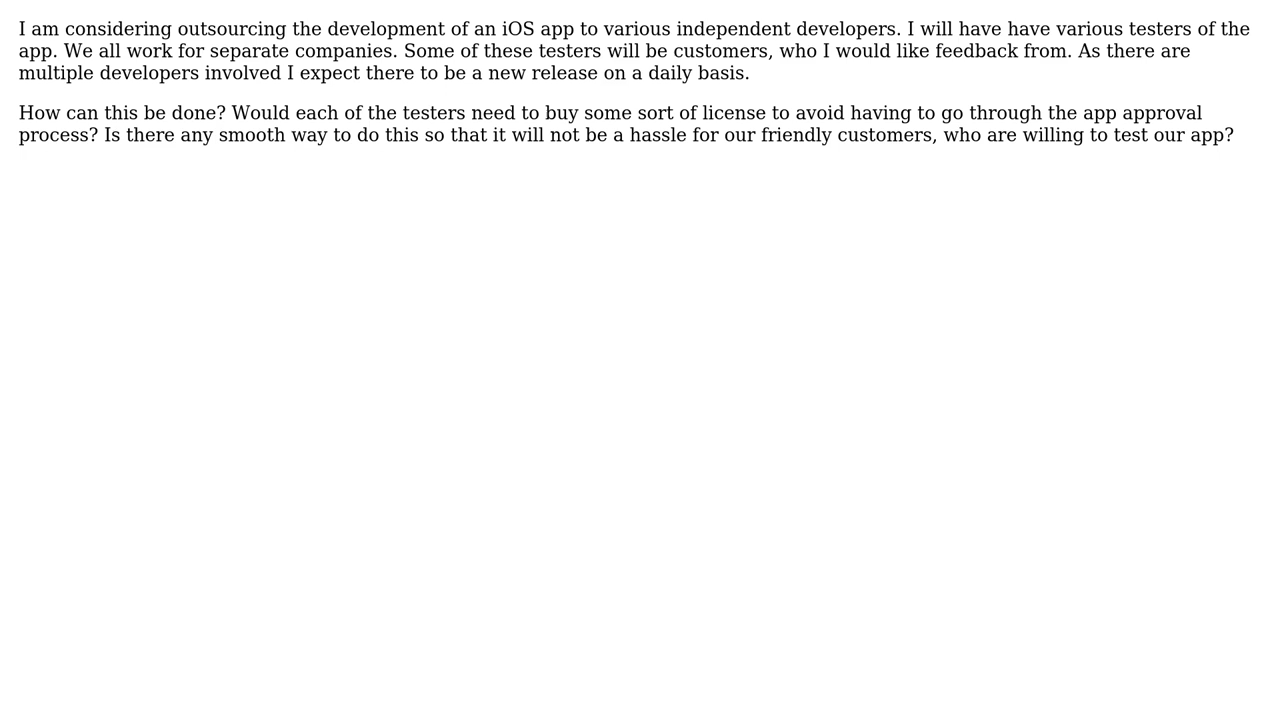 I am considering outsourcing the development of an iOS app to various independent developers. I will have have various testers of the
app. We all work for separate companies. Some of these testers will be customers, who I would like feedback from. As there are
multiple developers involved I expect there to be a new release on a daily basis.
How can this be done? Would each of the testers need to buy some sort of license to avoid having to go through the app approval
process? Is there any smooth way to do this so that it will not be a hassle for our friendly customers, who are willing to test our app?